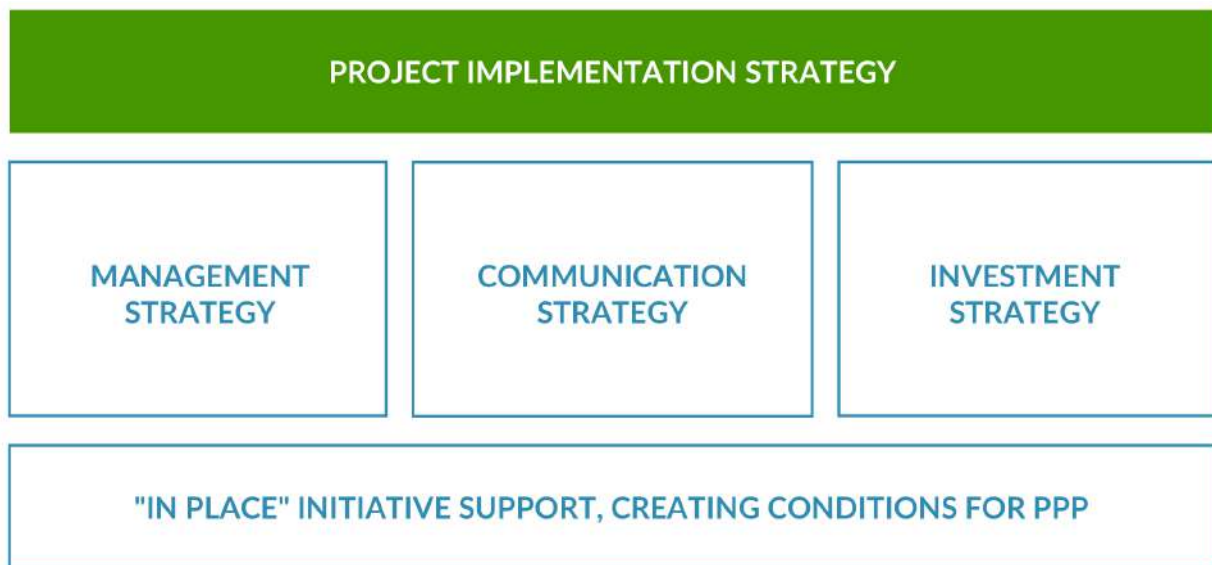 PROJECT IMPLEMENTATION STRATEGY
MANAGEMENT
STRATEGY
COMMUNICATION
STRATEGY
INVESTMENT
STRATEGY
"IN PLACE" INITIATIVE SUPPORT, CREATING CONDITIONS FOR PPP